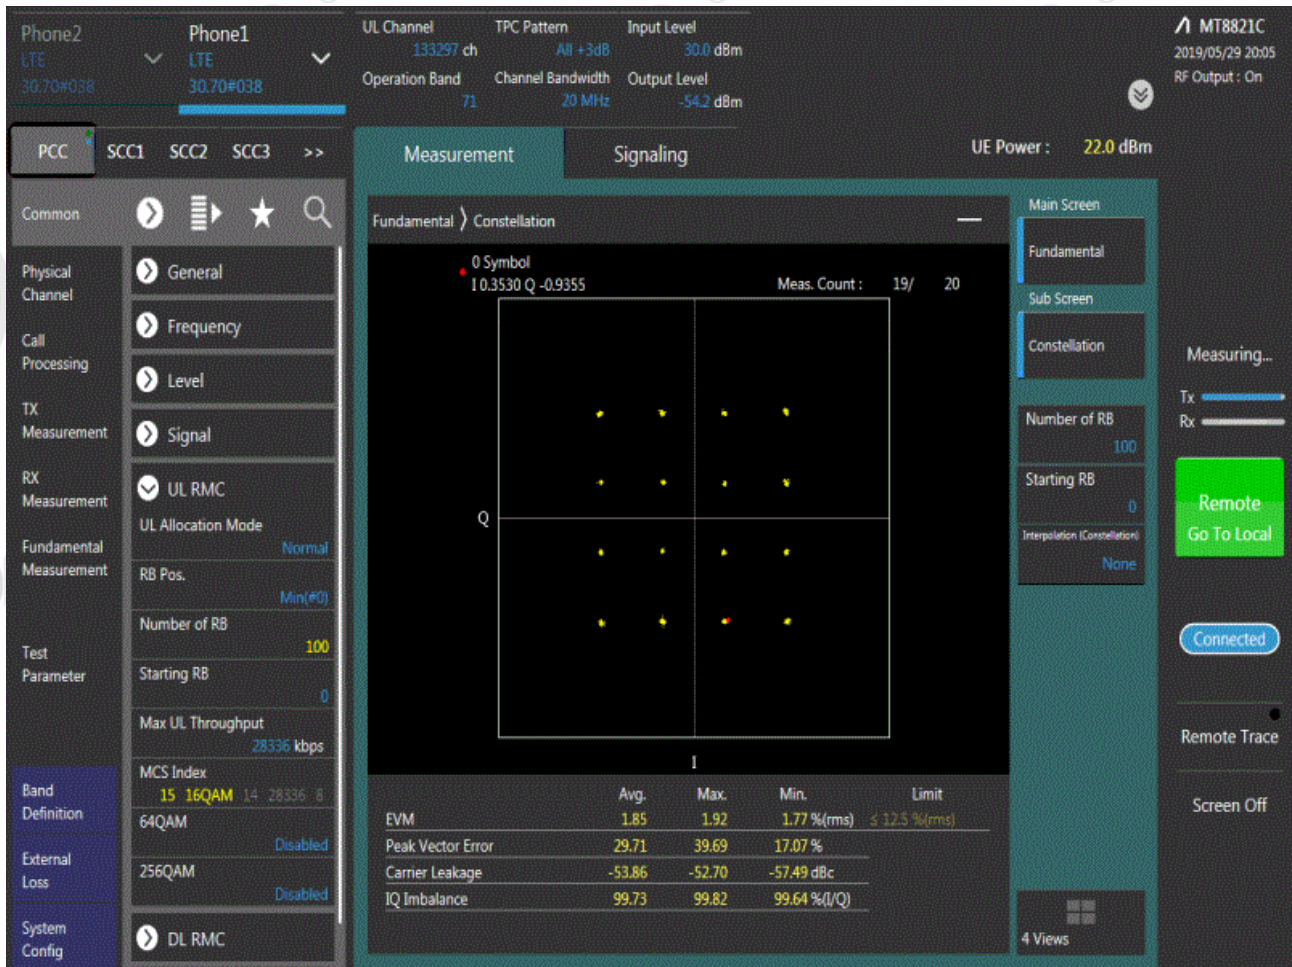 Phone2
LTE
30.70#038
Phone1
LTE
30.70#038
UL Channel
133297 ch
TPC Pattern
All +3dB
Input Level
30.0 dBm
Operation Band
71
Channel Bandwidth
20 MHz
Output Level
-54.2 dBm
MT8821C
2019/05/29 20:05
RF Output : On
PCC SCC1 SCC2 SCC3 >>
Measurement
Signaling
UE Power : 22.0 dBm
Common
Physical
Channel
Call
Processing
TX
Measurement
RX
Measurement
Fundamental
Measurement
Test
Parameter
Band
Definition
External
Loss
System
Config
General
Frequency
Level
Signal
UL RMC
UL Allocation Mode
Normal
RB Pos.
Min(#0)
Number of RB
100
Starting RB
0
Max UL Throughput
28336 kbps
MCS Index
15 16QAM 14 28336 8
64QAM
Disabled
256QAM
Disabled
DL RMC
Fundamental 〉 Constellation
0 Symbol
I 0.3530 Q -0.9355
Meas. Count : 19/ 20
Q
I
Avg. Max. Min. Limit
EVM 1.85 1.92 1.77 %(rms) ≤ 12.5 %(rms)
Peak Vector Error 29.71 39.69 17.07 %
Carrier Leakage -53.86 -52.70 -57.49 dBc
IQ Imbalance 99.73 99.82 99.64 %(I/Q)
Main Screen
Fundamental
Sub Screen
Constellation
Number of RB
100
Starting RB
0
Interpolation (Constellation)
None
4 Views
Measuring...
Tx
Rx
Remote
Go To Local
Connected
Remote Trace
Screen Off